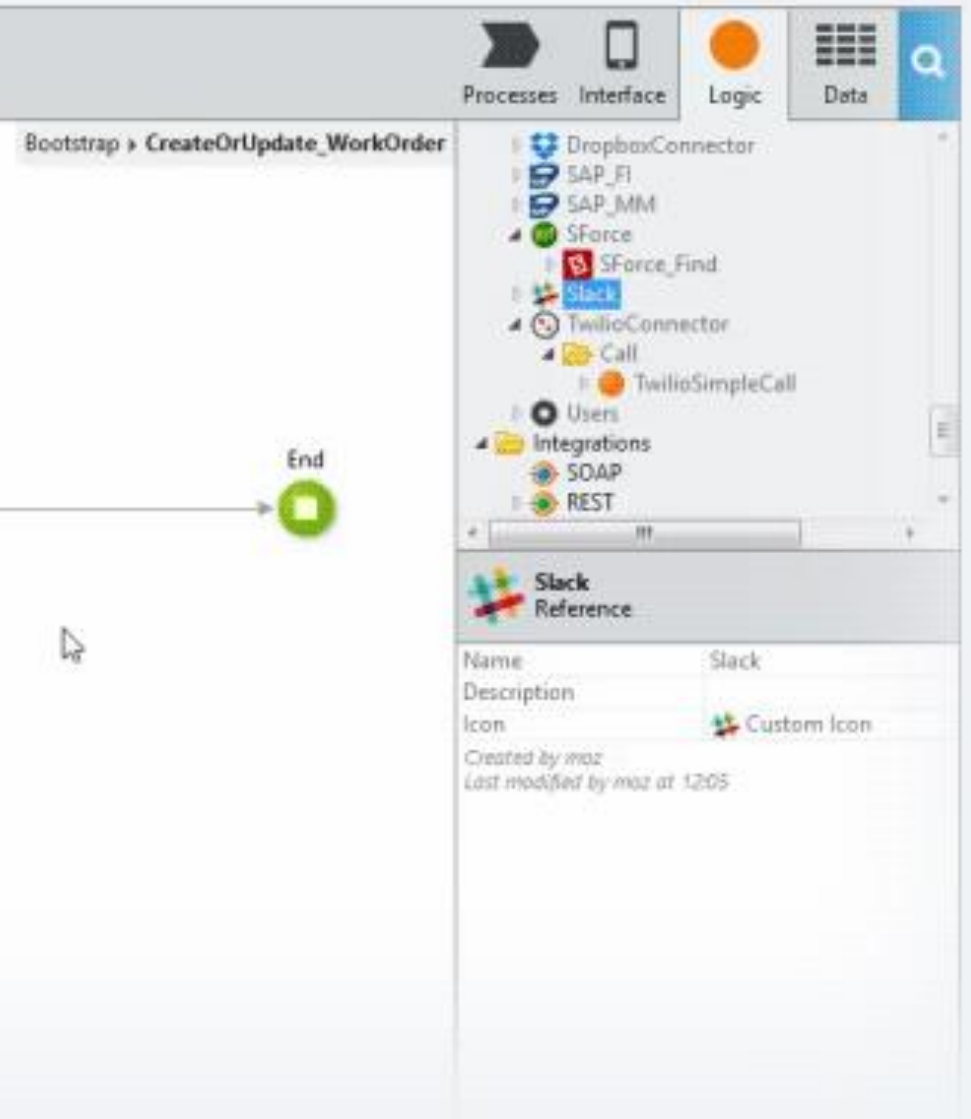 Processes Interface Logic Data
Bootstrap CreateOrUpdate_WorkOrder
DropboxConnector
SAP_FI
SAP_MM
SForce
SForce_Find
Slack
TwilioConnector
Call
TwilioSimpleCall
Users
Integrations
SOAP
REST
End
Slack
Reference
Name Slack
Description
Icon Custom Icon
Created by moz
Last modified by moz at 12:05